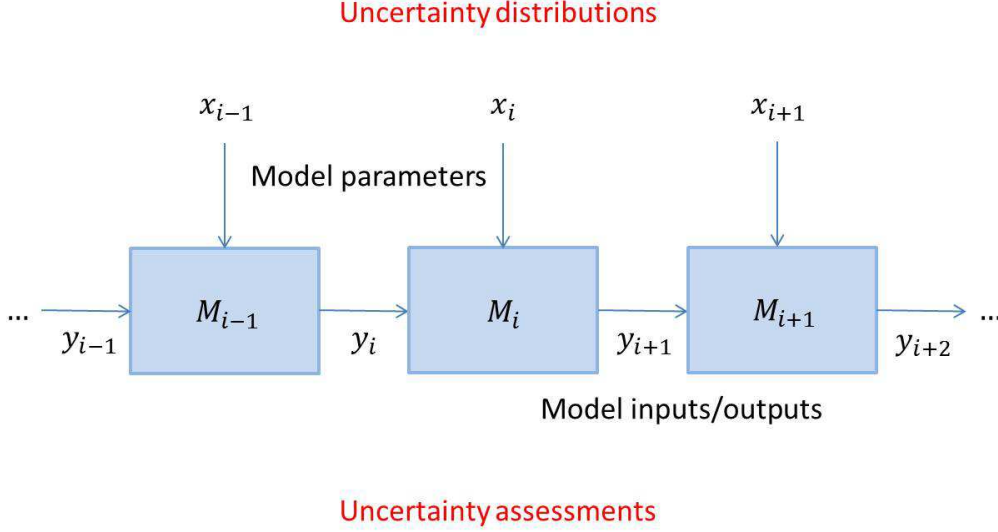 Uncertainty distributions
x_{i−1} x_i x_{i+1}
Model parameters
M_{i−1} M_i M_{i+1}
... ...
y_{i−1} y_i y_{i+1} y_{i+2}
Model inputs/outputs
Uncertainty assessments